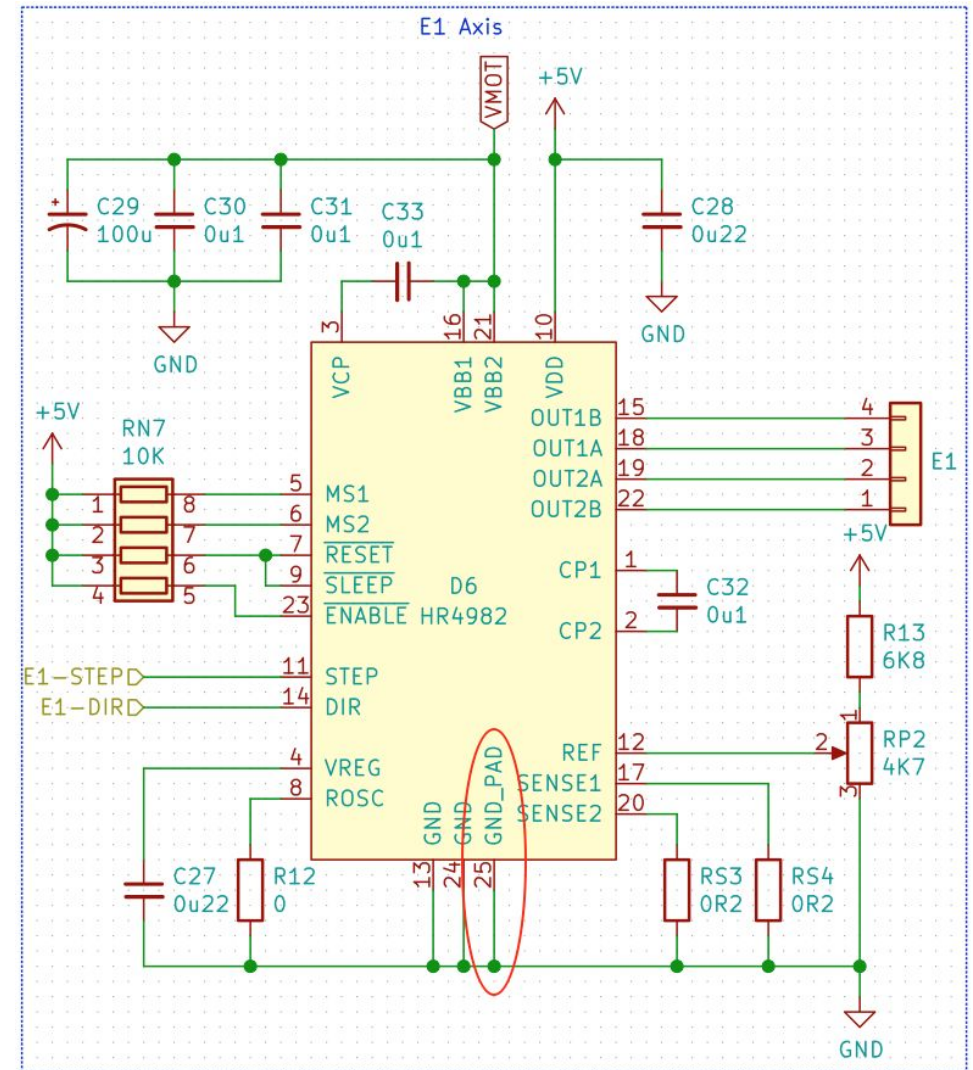 E1 Axis
VMOT
+5V
C29
100u
C30
0u1
C31
0u1
C33
0u1
C28
0u22
GND
GND
3
16
21
10
VCP
VBB1
VBB2
VDD
+5V
RN7
10K
1
8
2
7
3
6
4
5
5
MS1
6
MS2
7
RESET
9
SLEEP
23
ENABLE
D6
HR4982
OUT1B
15
4
OUT1A
18
3
OUT2A
19
2
OUT2B
22
1
E1
+5V
CP1
1
CP2
2
C32
0u1
R13
6K8
E1-STEP
11
STEP
E1-DIR
14
DIR
4
VREG
8
ROSC
REF
12
2
1
3
RP2
4K7
SENSE1
17
SENSE2
20
GND
GND
GND_PAD
13
24
25
C27
0u22
R12
0
RS3
0R2
RS4
0R2
GND